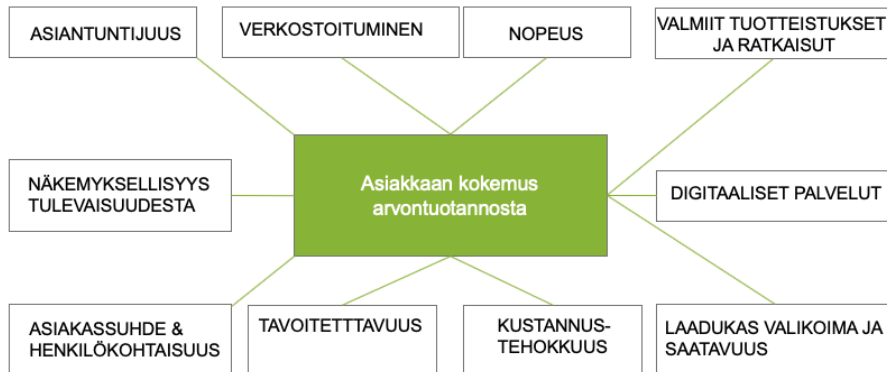 ASIANTUNTIJUUS
VERKOSTOITUMINEN
NOPEUS
VALMIIT TUOTTEISTUKSET
JA RATKAISUT
NÄKEMYKSELLISYYS
TULEVAISUUDESTA
Asiakkaan kokemus
arvontuotannosta
DIGITAALISET PALVELUT
ASIAKASSUHDE &
HENKILÖKOHTAISUUS
TAVOITETTTAVUUS
KUSTANNUS-
TEHOKKUUS
LAADUKAS VALIKOIMA JA
SAATAVUUS